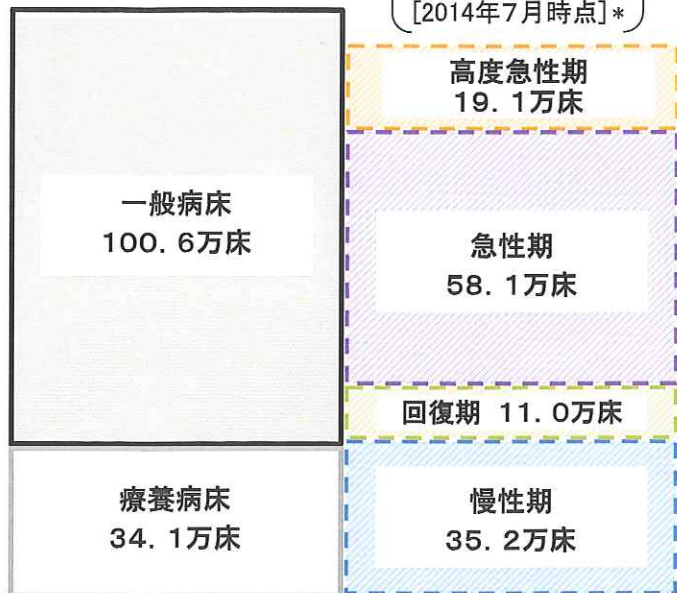 [2014年7月時点]*
高度急性期
19.1万床
一般病床
100.6万床
急性期
58.1万床
回復期 11.0万床
療養病床
34.1万床
慢性期
35.2万床